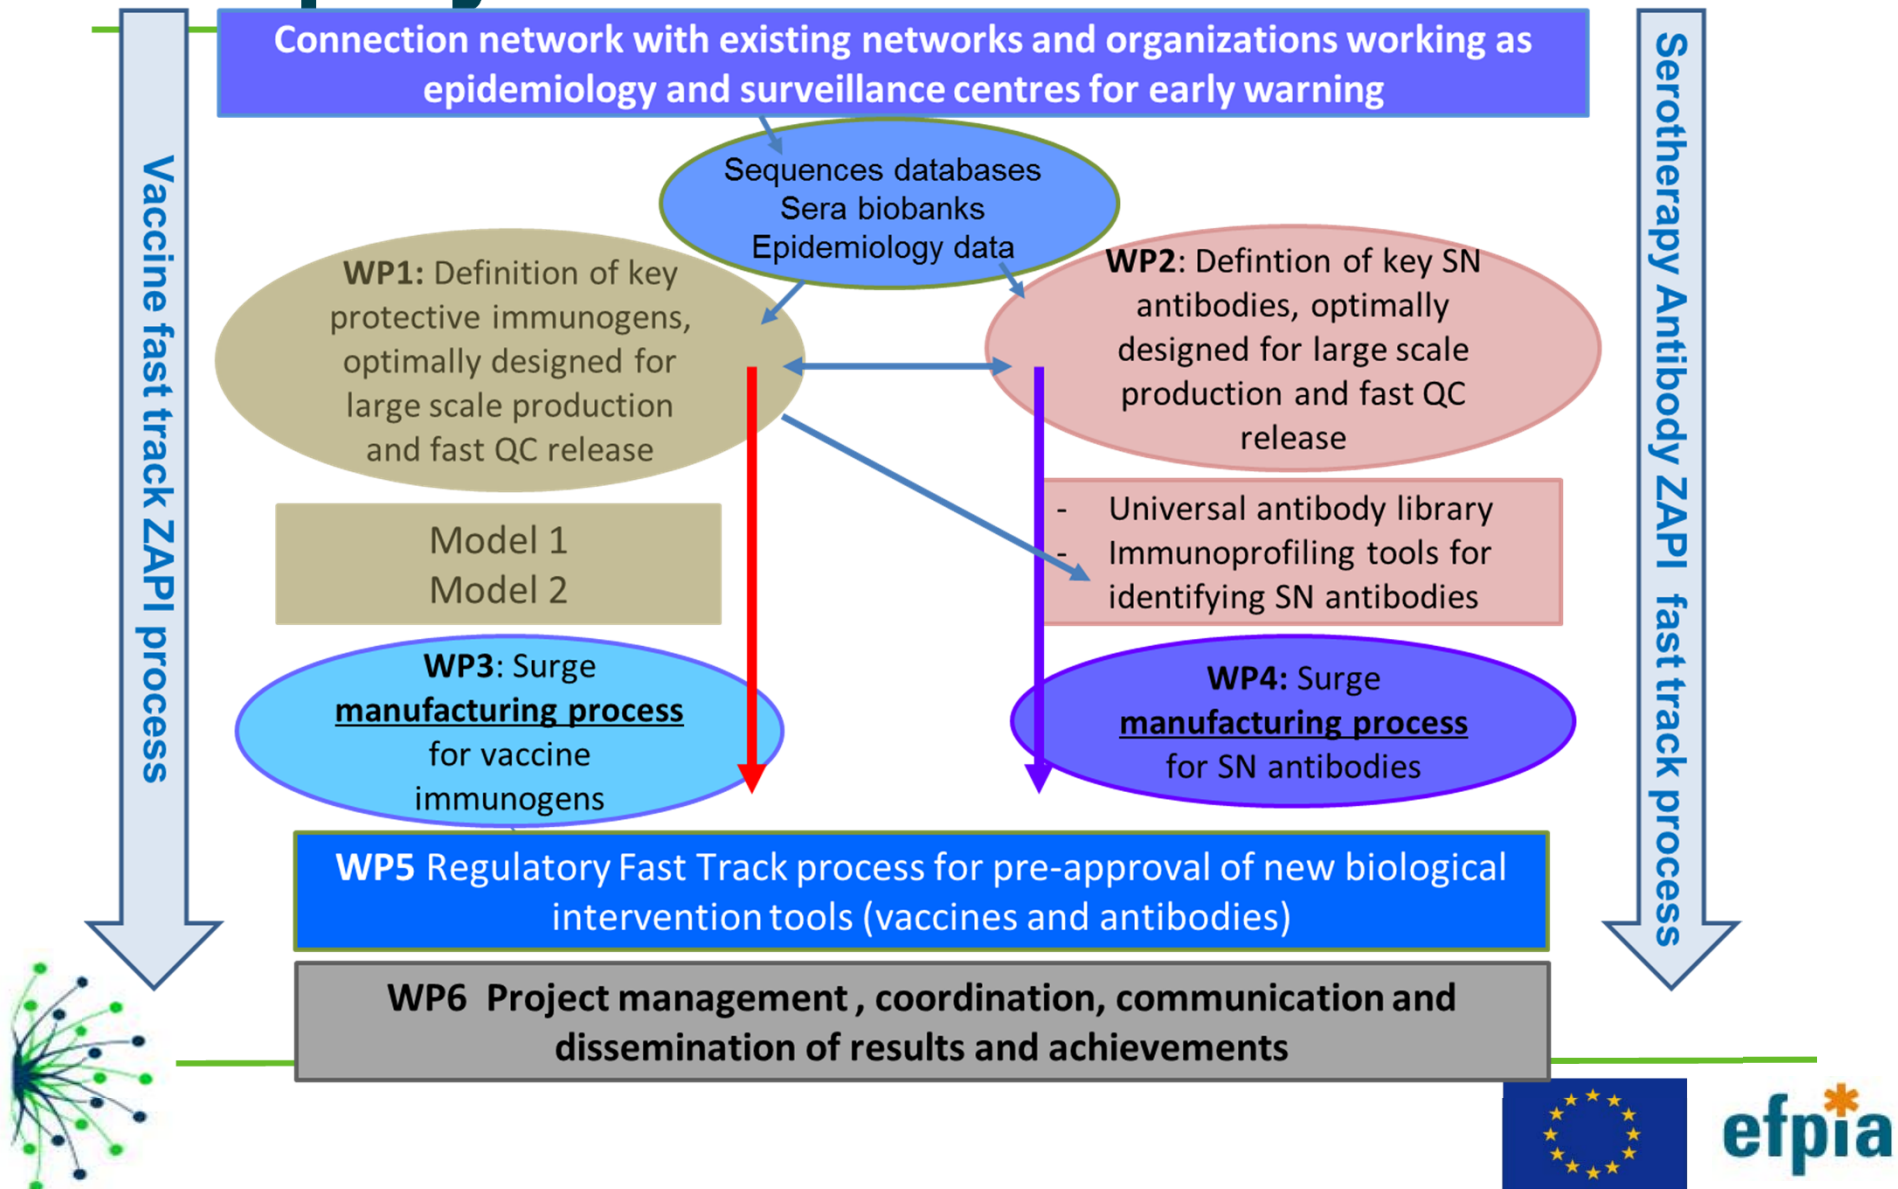 Connection network with existing networks and organizations working as
epidemiology and surveillance centres for early warning
Vaccine fast track ZAPI process
Serotherapy Antibody ZAPI fast track process
Sequences databases
Sera biobanks
Epidemiology data
WP1: Definition of key
protective immunogens,
optimally designed for
large scale production
and fast QC release
WP2: Defintion of key SN
antibodies, optimally
designed for large scale
production and fast QC
release
Model 1
Model 2
- Universal antibody library
- Immunoprofiling tools for
identifying SN antibodies
WP3: Surge
manufacturing process
for vaccine
immunogens
WP4: Surge
manufacturing process
for SN antibodies
WP5 Regulatory Fast Track process for pre-approval of new biological
intervention tools (vaccines and antibodies)
WP6 Project management , coordination, communication and
dissemination of results and achievements
efpia